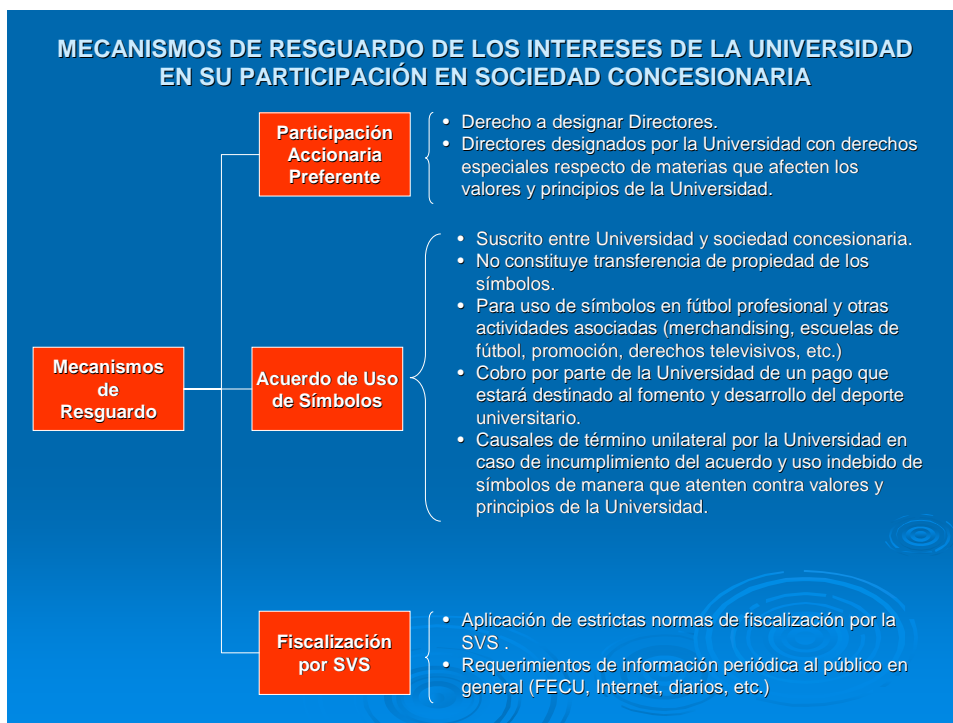 MECANISMOS DE RESGUARDO DE LOS INTERESES DE LA UNIVERSIDAD
EN SU PARTICIPACIÓN EN SOCIEDAD CONCESIONARIA
Mecanismos
de
Resguardo
Participación
Accionaria
Preferente
• Derecho a designar Directores.
• Directores designados por la Universidad con derechos
especiales respecto de materias que afecten los
valores y principios de la Universidad.
Acuerdo de Uso
de Símbolos
• Suscrito entre Universidad y sociedad concesionaria.
• No constituye transferencia de propiedad de los
símbolos.
• Para uso de símbolos en fútbol profesional y otras
actividades asociadas (merchandising, escuelas de
fútbol, promoción, derechos televisivos, etc.)
• Cobro por parte de la Universidad de un pago que
estará destinado al fomento y desarrollo del deporte
universitario.
• Causales de término unilateral por la Universidad en
caso de incumplimiento del acuerdo y uso indebido de
símbolos de manera que atenten contra valores y
principios de la Universidad.
Fiscalización
por SVS
• Aplicación de estrictas normas de fiscalización por la
SVS .
• Requerimientos de información periódica al público en
general (FECU, Internet, diarios, etc.)